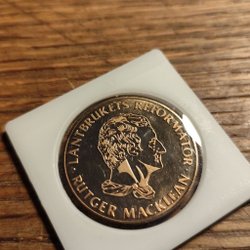 · LANTBRUKETS REFORMATOR ·
RUTGER MACKLEAN